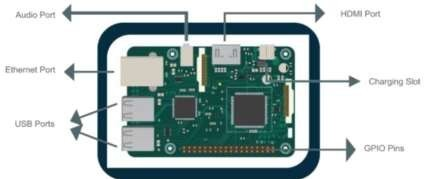 Audio Port
HDMI Port
Ethernet Port
Charging Slot
USB Ports
GPIO Pins